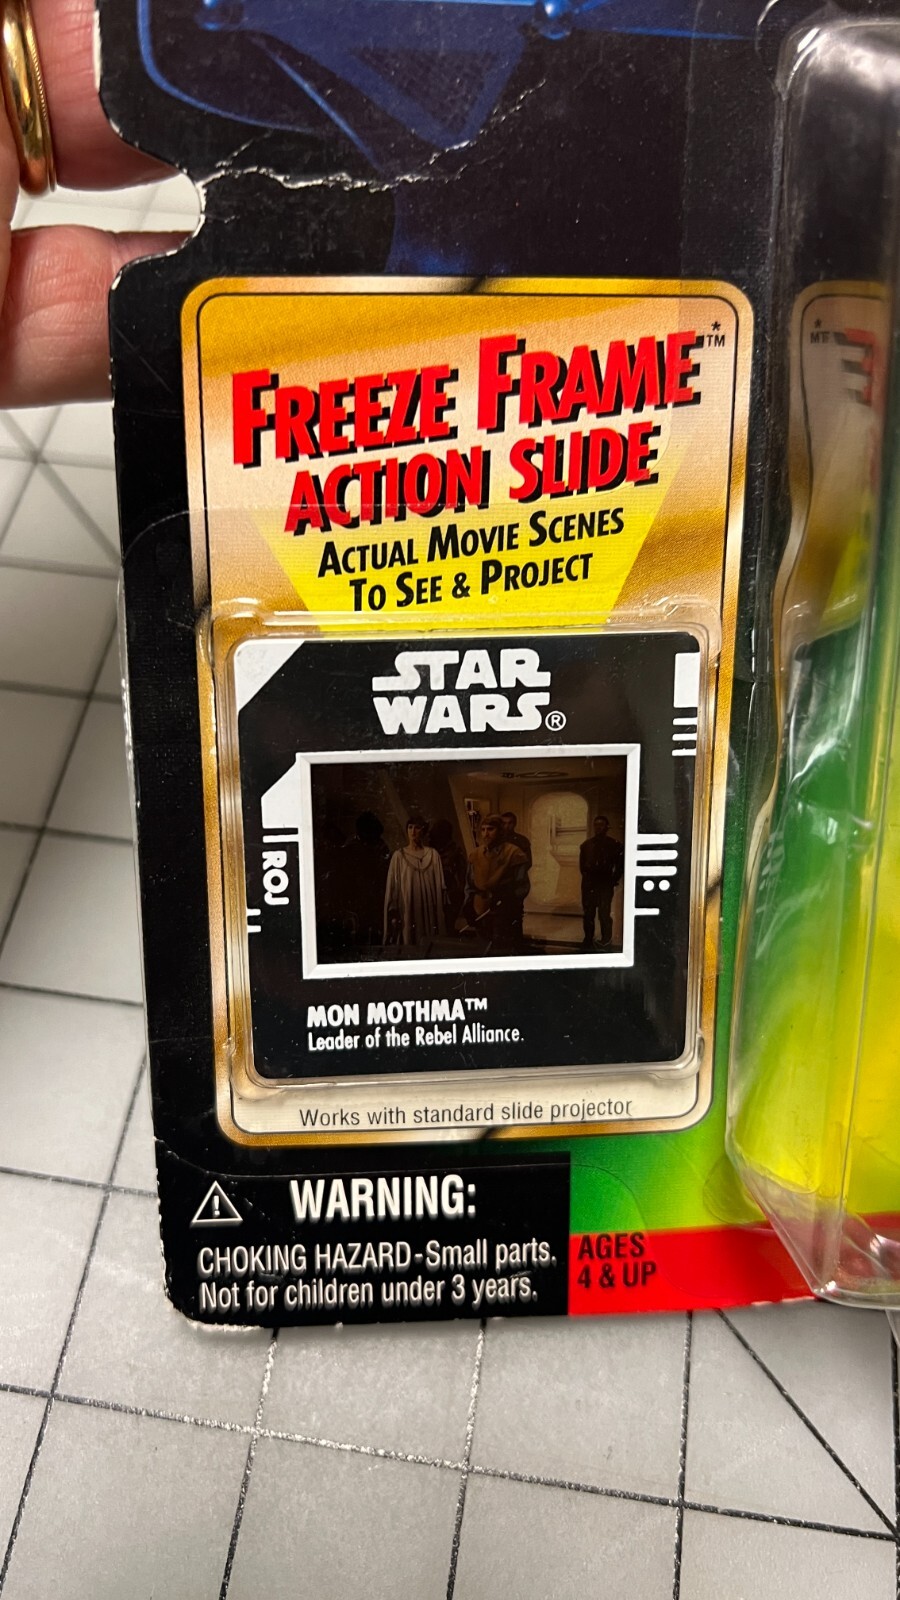 FREEZE FRAME™*
ACTION SLIDE
ACTUAL MOVIE SCENES
TO SEE & PROJECT
STAR
WARS®
ROJ
MON MOTHMA™
Leader of the Rebel Alliance.
Works with standard slide projector
WARNING:
CHOKING HAZARD-Small parts.
Not for children under 3 years.
AGES
4 & UP